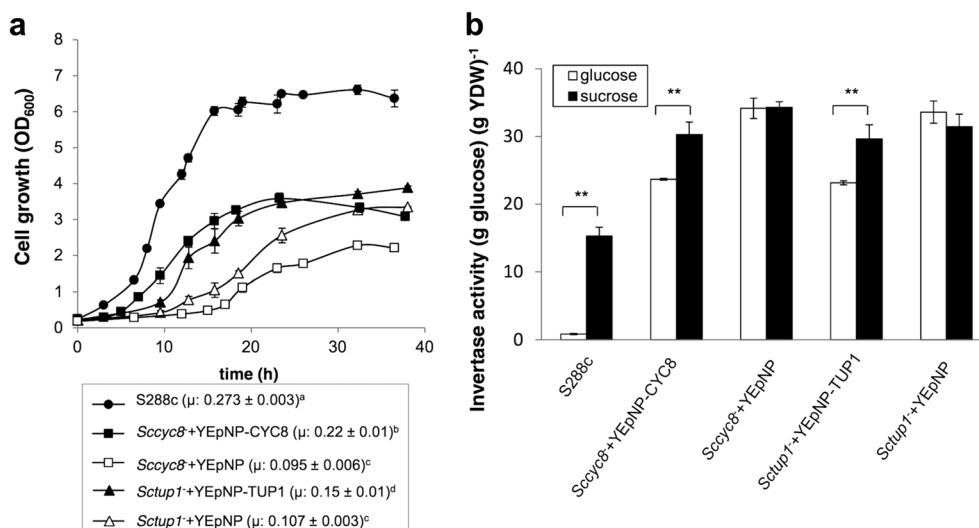 a
Cell growth (OD600)
8
7
6
5
4
3
2
1
0
0 10 20 30 40
time (h)
S288c (µ: 0.273 ± 0.003)a
Sccyc8-+YEpNP-CYC8 (µ: 0.22 ± 0.01)b
Sccyc8-+YEpNP (µ: 0.095 ± 0.006)c
Sctup1-+YEpNP-TUP1 (µ: 0.15 ± 0.01)d
Sctup1-+YEpNP (µ: 0.107 ± 0.003)c
b
Invertase activity (g glucose) (g YDW)-1
40
30
20
10
0
glucose
sucrose
**
**
**
S288c
Sccyc8-+YEpNP-CYC8
Sccyc8-+YEpNP
Sctup1-+YEpNP-TUP1
Sctup1-+YEpNP